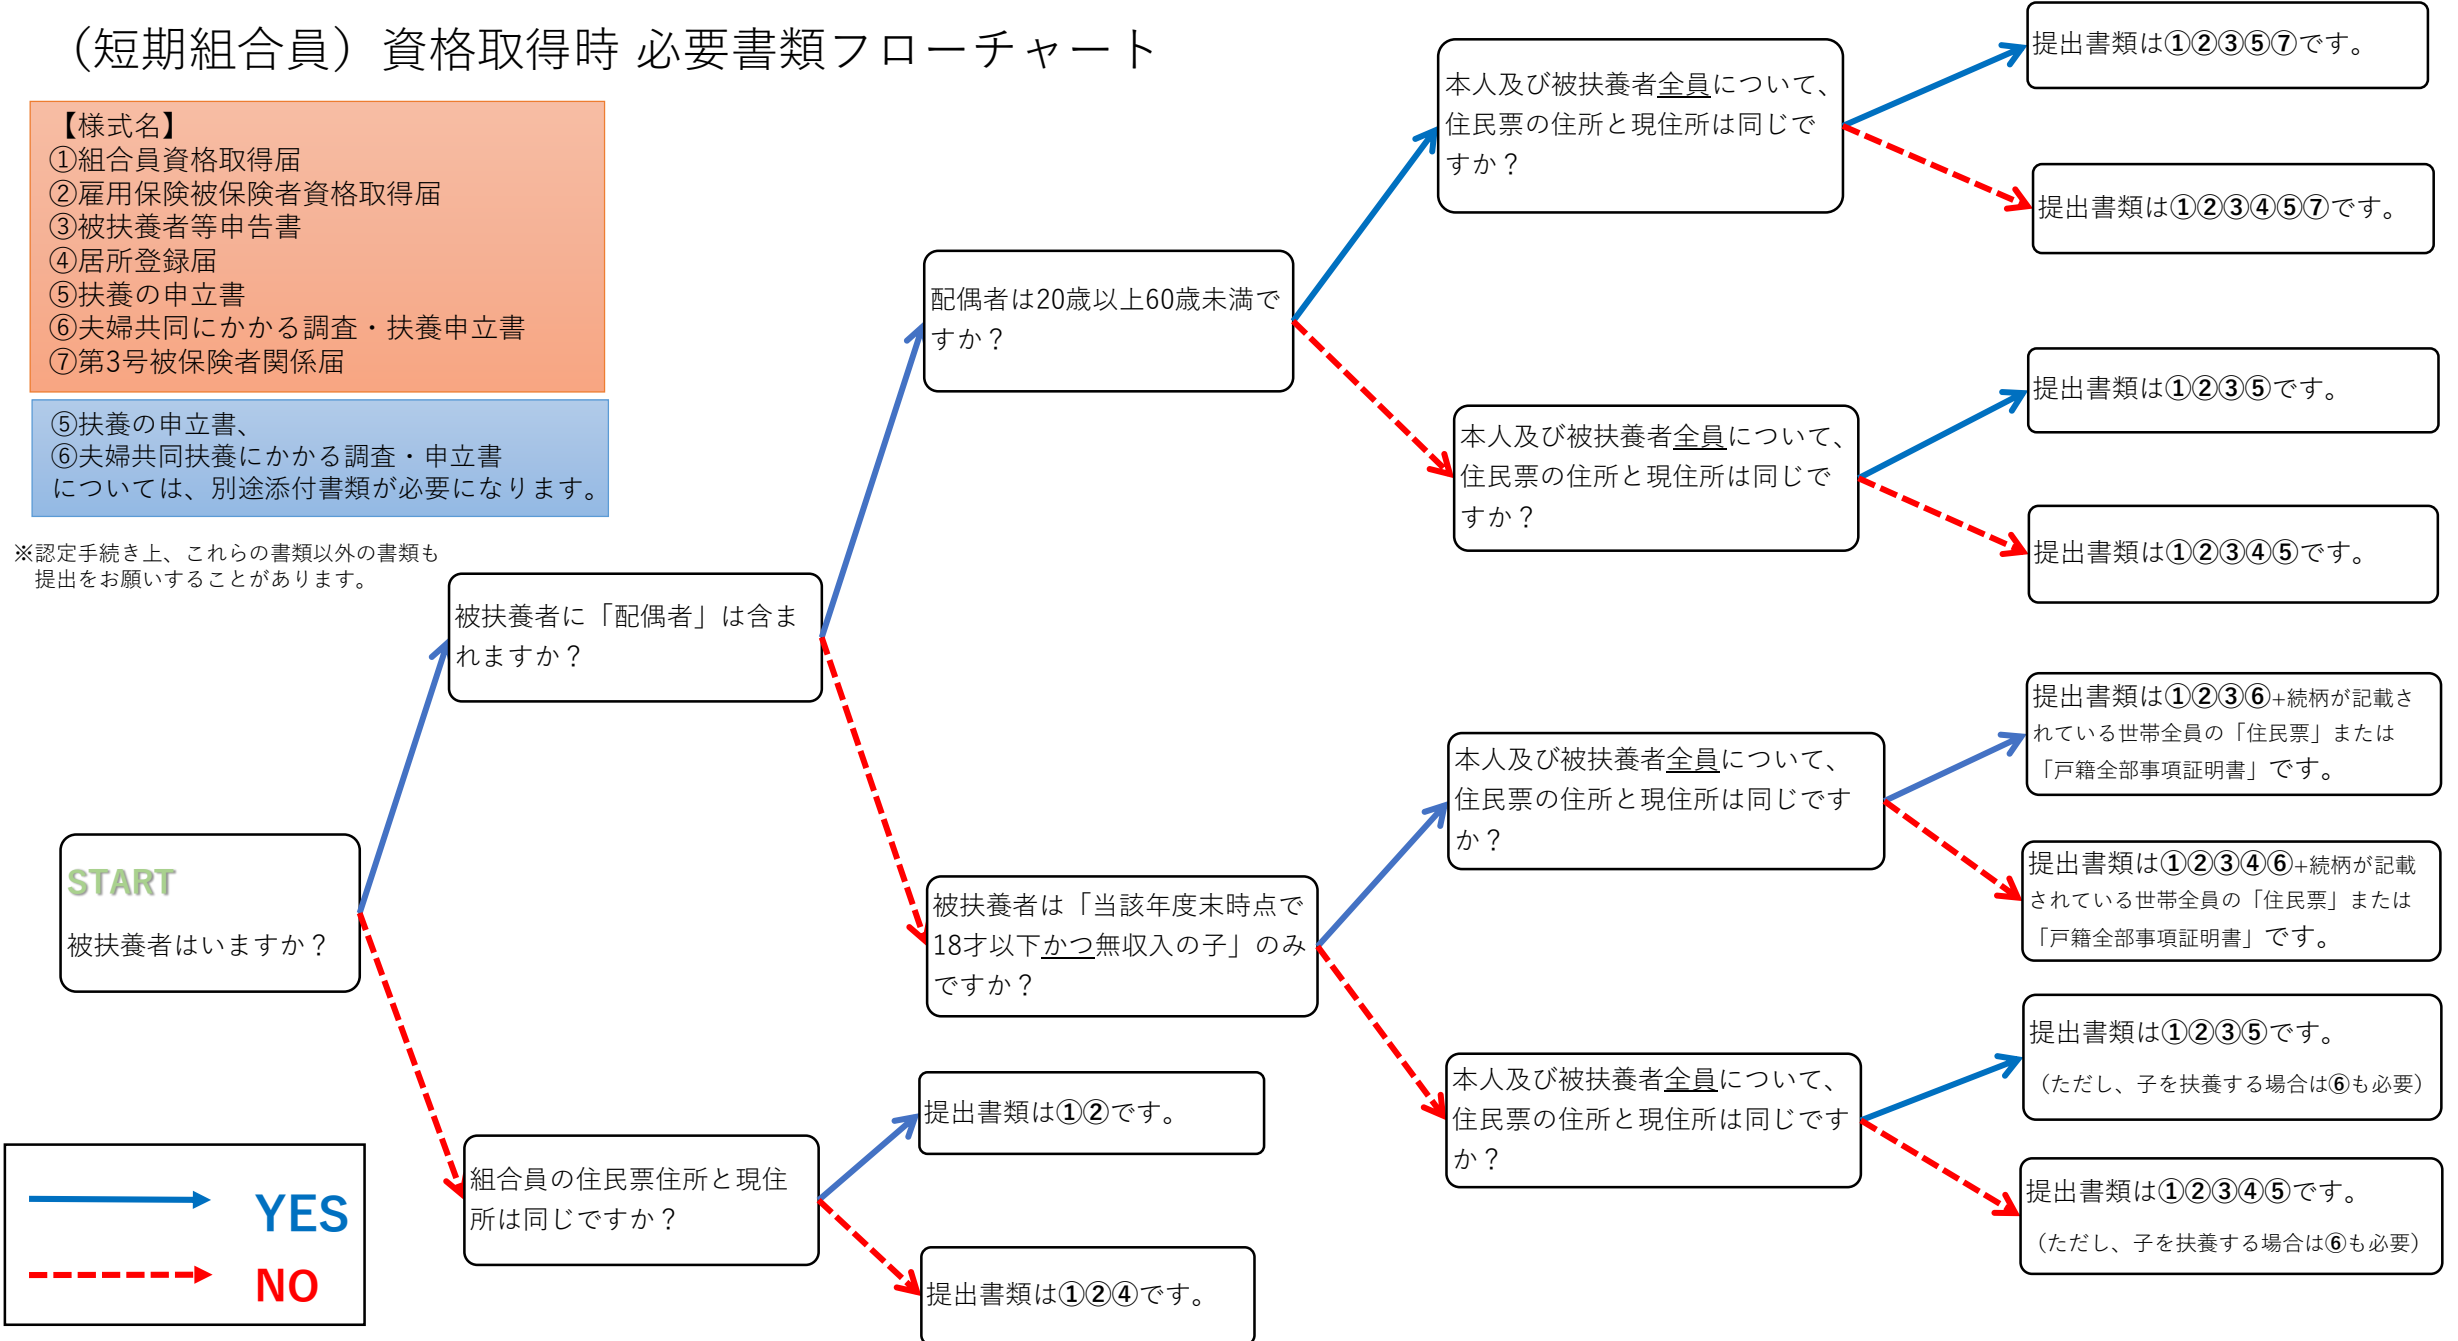 （短期組合員）資格取得時 必要書類フローチャート
【様式名】
①組合員資格取得届
②雇用保険被保険者資格取得届
③被扶養者等申告書
④居所登録届
⑤扶養の申立書
⑥夫婦共同にかかる調査・扶養申立書
⑦第3号被保険者関係届
⑤扶養の申立書、
⑥夫婦共同扶養にかかる調査・申立書
については、別途添付書類が必要になります。
※認定手続き上、これらの書類以外の書類も
提出をお願いすることがあります。
START
被扶養者はいますか？
被扶養者に「配偶者」は含ま
れますか？
組合員の住民票住所と現住
所は同じですか？
配偶者は20歳以上60歳未満で
すか？
被扶養者は「当該年度末時点で
18才以下かつ無収入の子」のみ
ですか？
提出書類は①②です。
提出書類は①②④です。
本人及び被扶養者全員について、
住民票の住所と現住所は同じで
すか？
本人及び被扶養者全員について、
住民票の住所と現住所は同じで
すか？
本人及び被扶養者全員について、
住民票の住所と現住所は同じです
か？
本人及び被扶養者全員について、
住民票の住所と現住所は同じです
か？
提出書類は①②③⑤⑦です。
提出書類は①②③④⑤⑦です。
提出書類は①②③⑤です。
提出書類は①②③④⑤です。
提出書類は①②③⑥+続柄が記載さ
れている世帯全員の「住民票」または
「戸籍全部事項証明書」です。
提出書類は①②③④⑥+続柄が記載
されている世帯全員の「住民票」または
「戸籍全部事項証明書」です。
提出書類は①②③⑤です。
（ただし、子を扶養する場合は⑥も必要）
提出書類は①②③④⑤です。
（ただし、子を扶養する場合は⑥も必要）
YES
NO